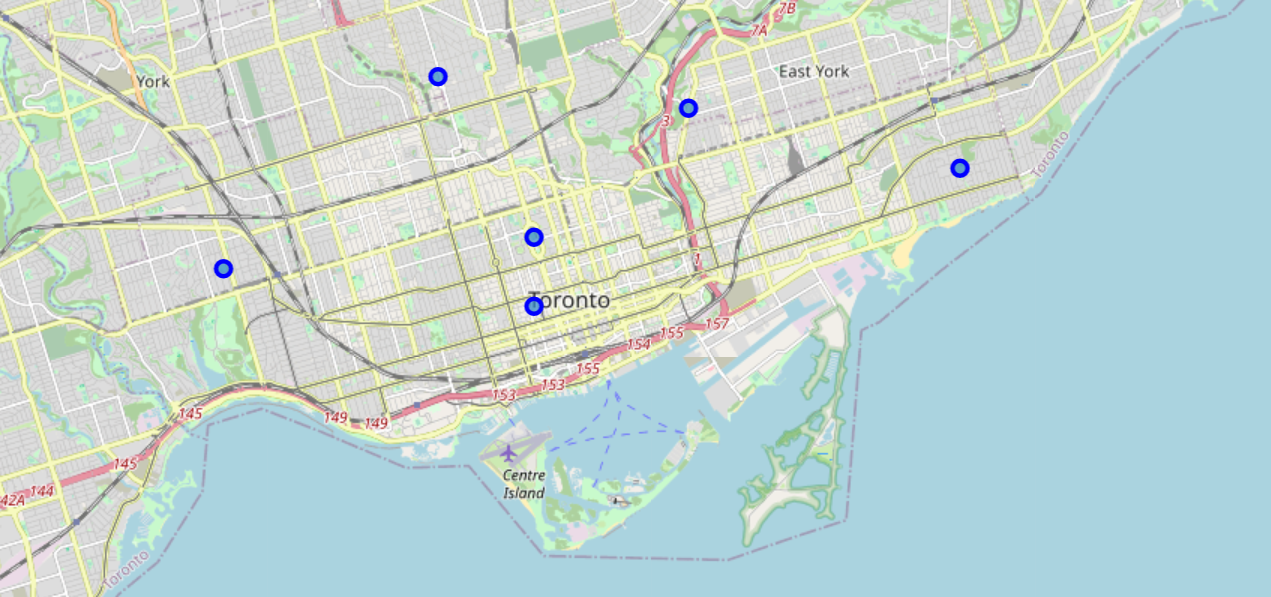 7B
7A
York
East York
3
Toronto
1
Toronto
157
155
154
155
153
153
149
149
145
145
144
42A
Centre
Island
Toronto